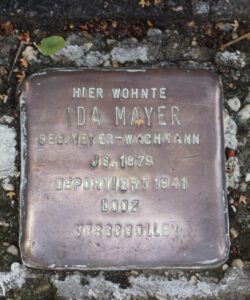 HIER WOHNTE
IDA MAYER
GEB. MEYER-WACHMANN
JG. 1879
DEPORTIERT 1941
LODZ
VERSCHOLLEN